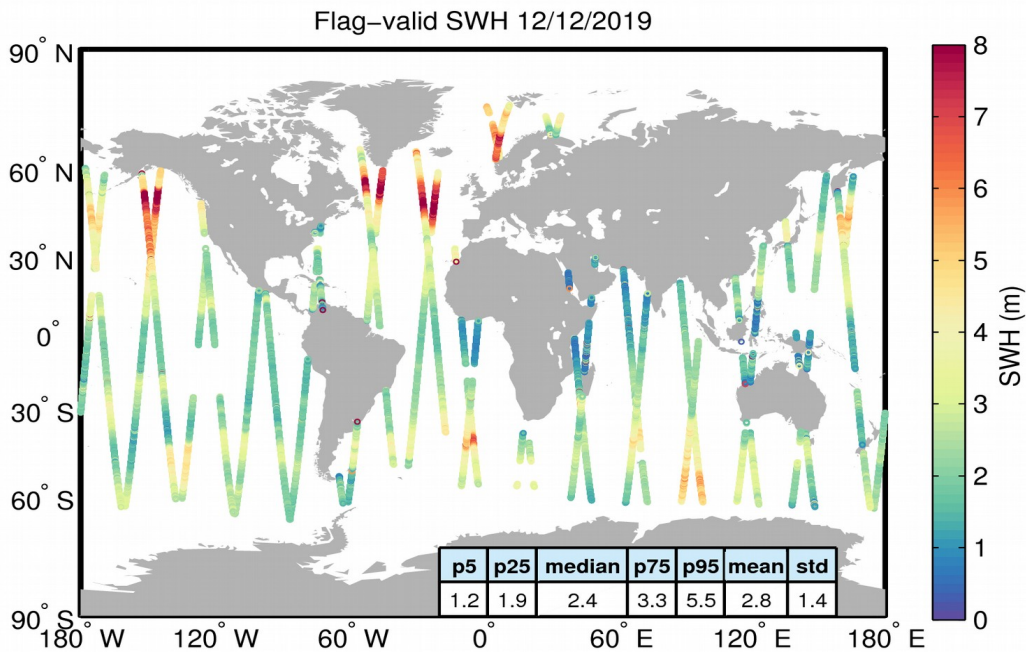 Flag−valid SWH 12/12/2019
90° N
60° N
30° N
0°
30° S
60° S
90° S
180° W 120° W 60° W 0° 60° E 120° E 180° E
p5 p25 median p75 p95 mean std
1.2 1.9 2.4 3.3 5.5 2.8 1.4
8
7
6
5
4
3
2
1
0
SWH (m)